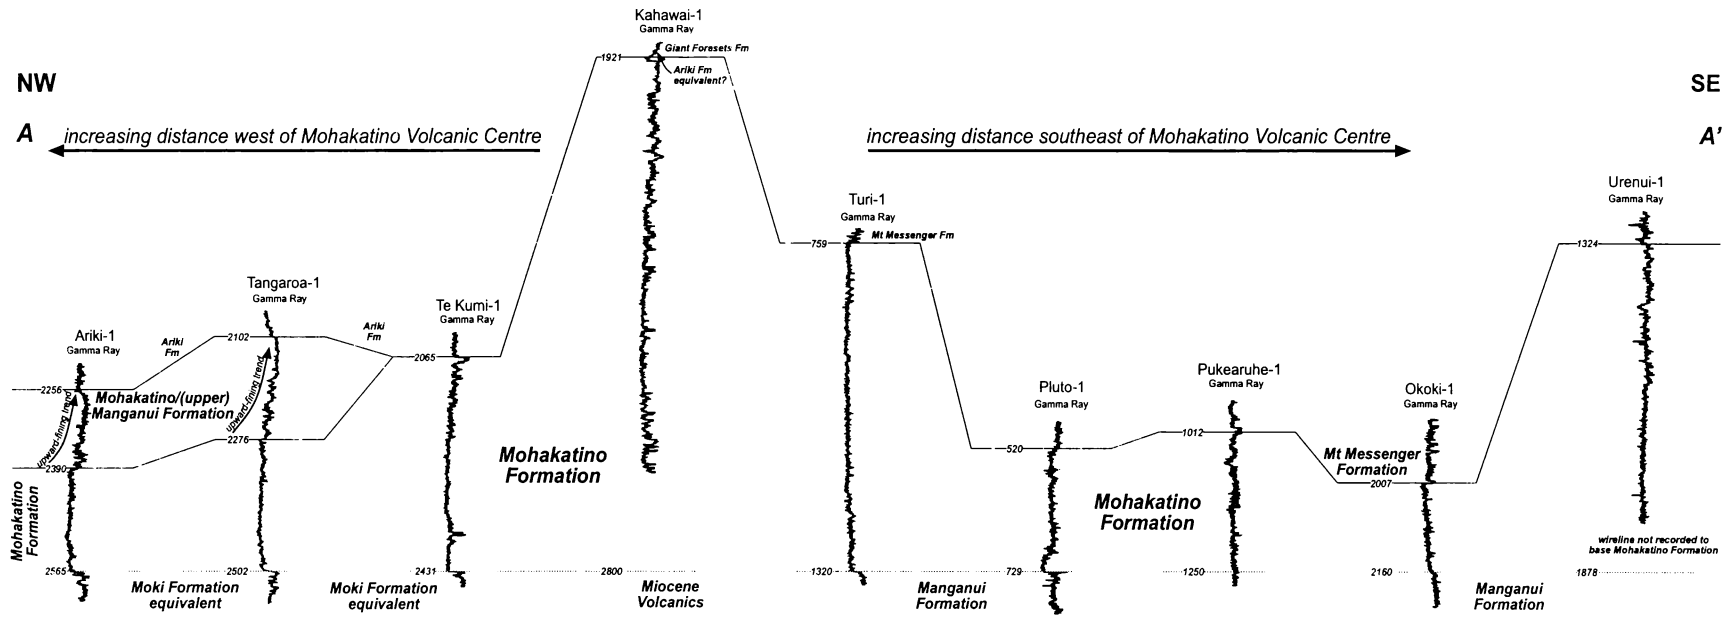 Kahawai-1
Gamma Ray
Giant Foresets Fm
1921
Ariki Fm
equivalent?
NW
SE
A
increasing distance west of Mohakatino Volcanic Centre
increasing distance southeast of Mohakatino Volcanic Centre
A'
Urenui-1
Gamma Ray
Turi-1
Gamma Ray
Mt Messenger Fm
759
1324
Tangaroa-1
Gamma Ray
Te Kumi-1
Gamma Ray
Ariki-1
Gamma Ray
Ariki
Fm
2102
Ariki
Fm
2065
Pukearuhe-1
Gamma Ray
Pluto-1
Gamma Ray
Okoki-1
Gamma Ray
2256
Mohakatino/(upper)
Manganui Formation
upward-fining trend
upward-fining trend
2276
2390
1012
520
Mohakatino
Formation
Mt Messenger
Formation
2007
Mohakatino
Formation
Mohakatino
Formation
wireline not recorded to
base Mohakatino Formation
2565
2502
2431
2800
1320
729
1250
2160
1878
Moki Formation
equivalent
Moki Formation
equivalent
Miocene
Volcanics
Manganui
Formation
Manganui
Formation